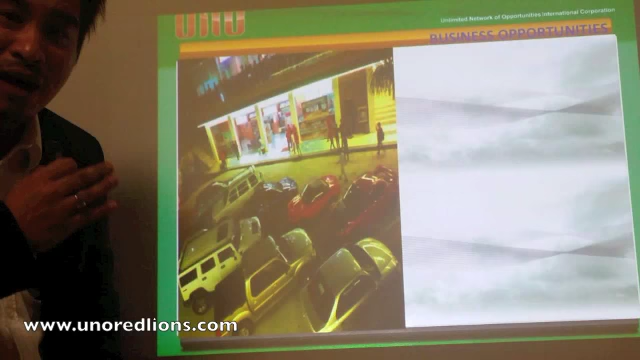 UNO
Unlimited Network of Opportunities International Corporation
BUSINESS OPPORTUNITIES
www.unoredlions.com